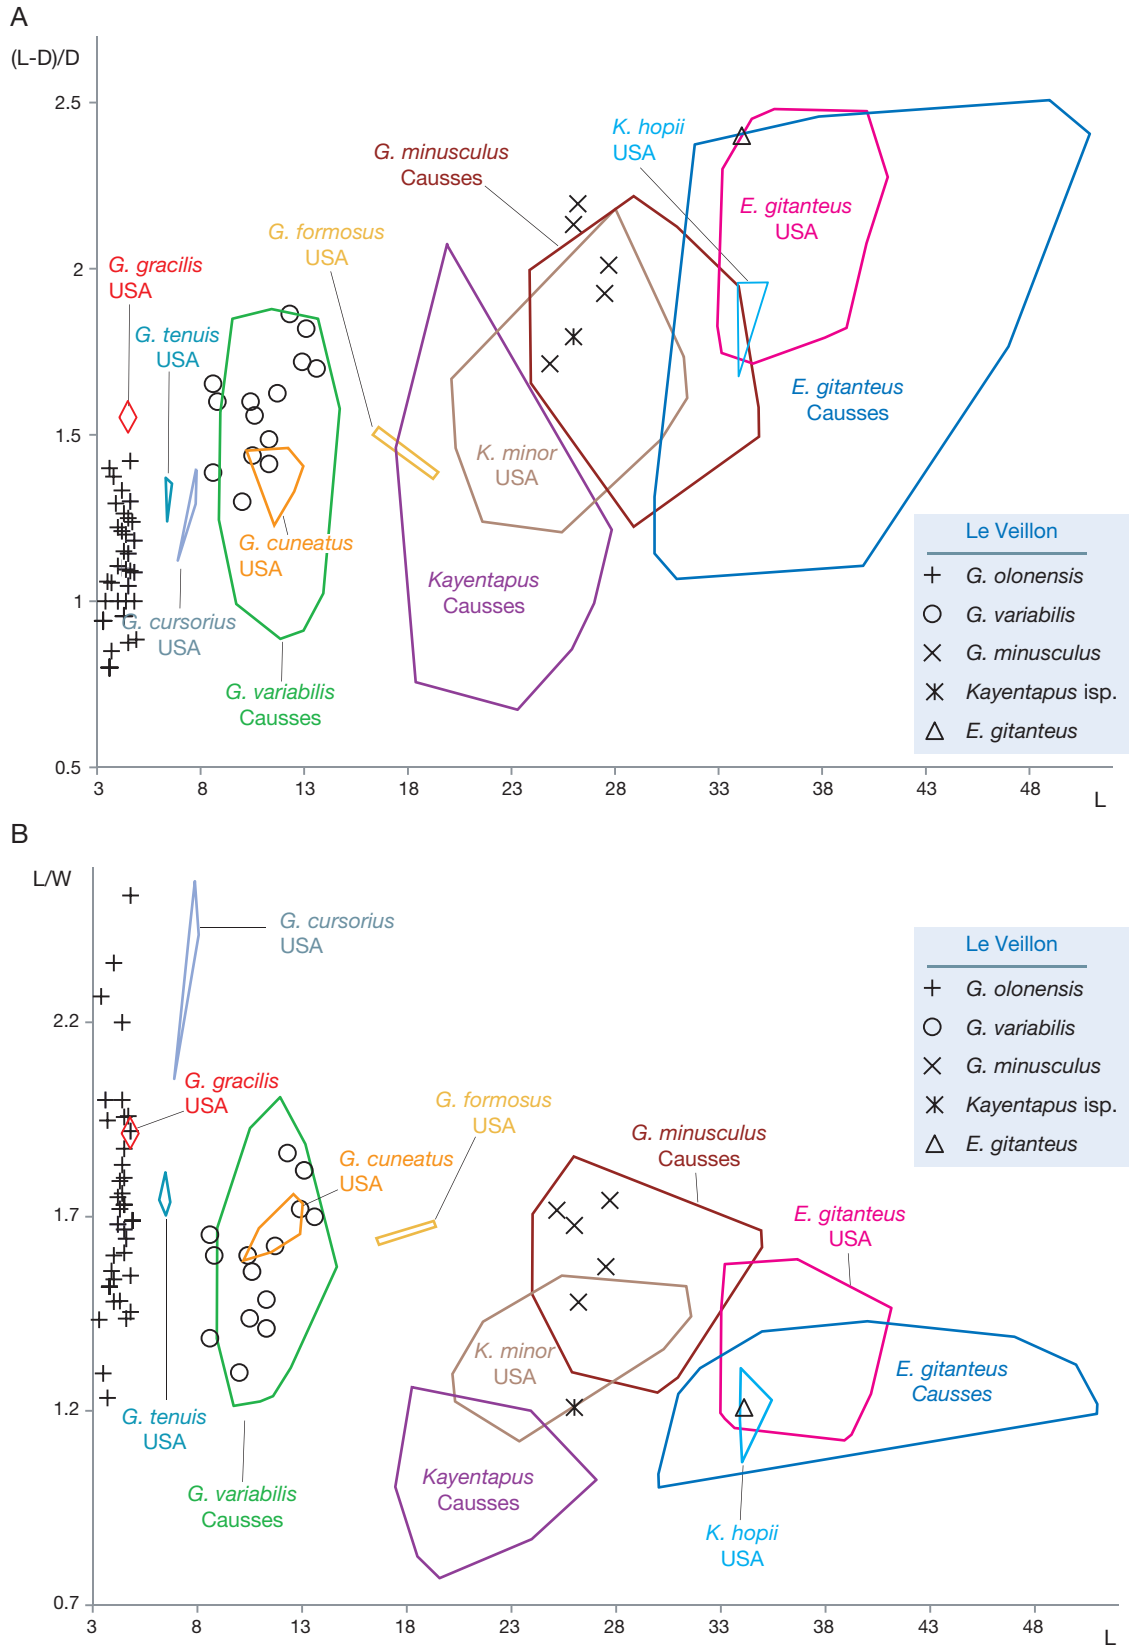 A
(L-D)/D
2.5
K. hopii
USA
G. minusculus
Causses
E. gitanteus
USA
G. formosus
USA
G. gracilis
USA
2
G. tenuis
USA
E. gitanteus
Causses
1.5
K. minor
USA
Le Veillon
G. cuneatus
USA
G. olonensis
Kayentapus
Causses
1
G. cursorius
USA
G. variabilis
G. minusculus
G. variabilis
Causses
Kayentapus isp.
E. gitanteus
0.5
3 8 13 18 23 28 33 38 43 48
L
B
L/W
G. cursorius
USA
Le Veillon
G. olonensis
2.2
G. variabilis
G. gracilis
USA
G. minusculus
G. formosus
USA
Kayentapus isp.
G. minusculus
Causses
E. gitanteus
G. cuneatus
USA
1.7
E. gitanteus
USA
K. minor
USA
E. gitanteus
Causses
1.2
G. tenuis
USA
Kayentapus
Causses
G. variabilis
Causses
K. hopii
USA
0.7
3 8 13 18 23 28 33 38 43 48
L